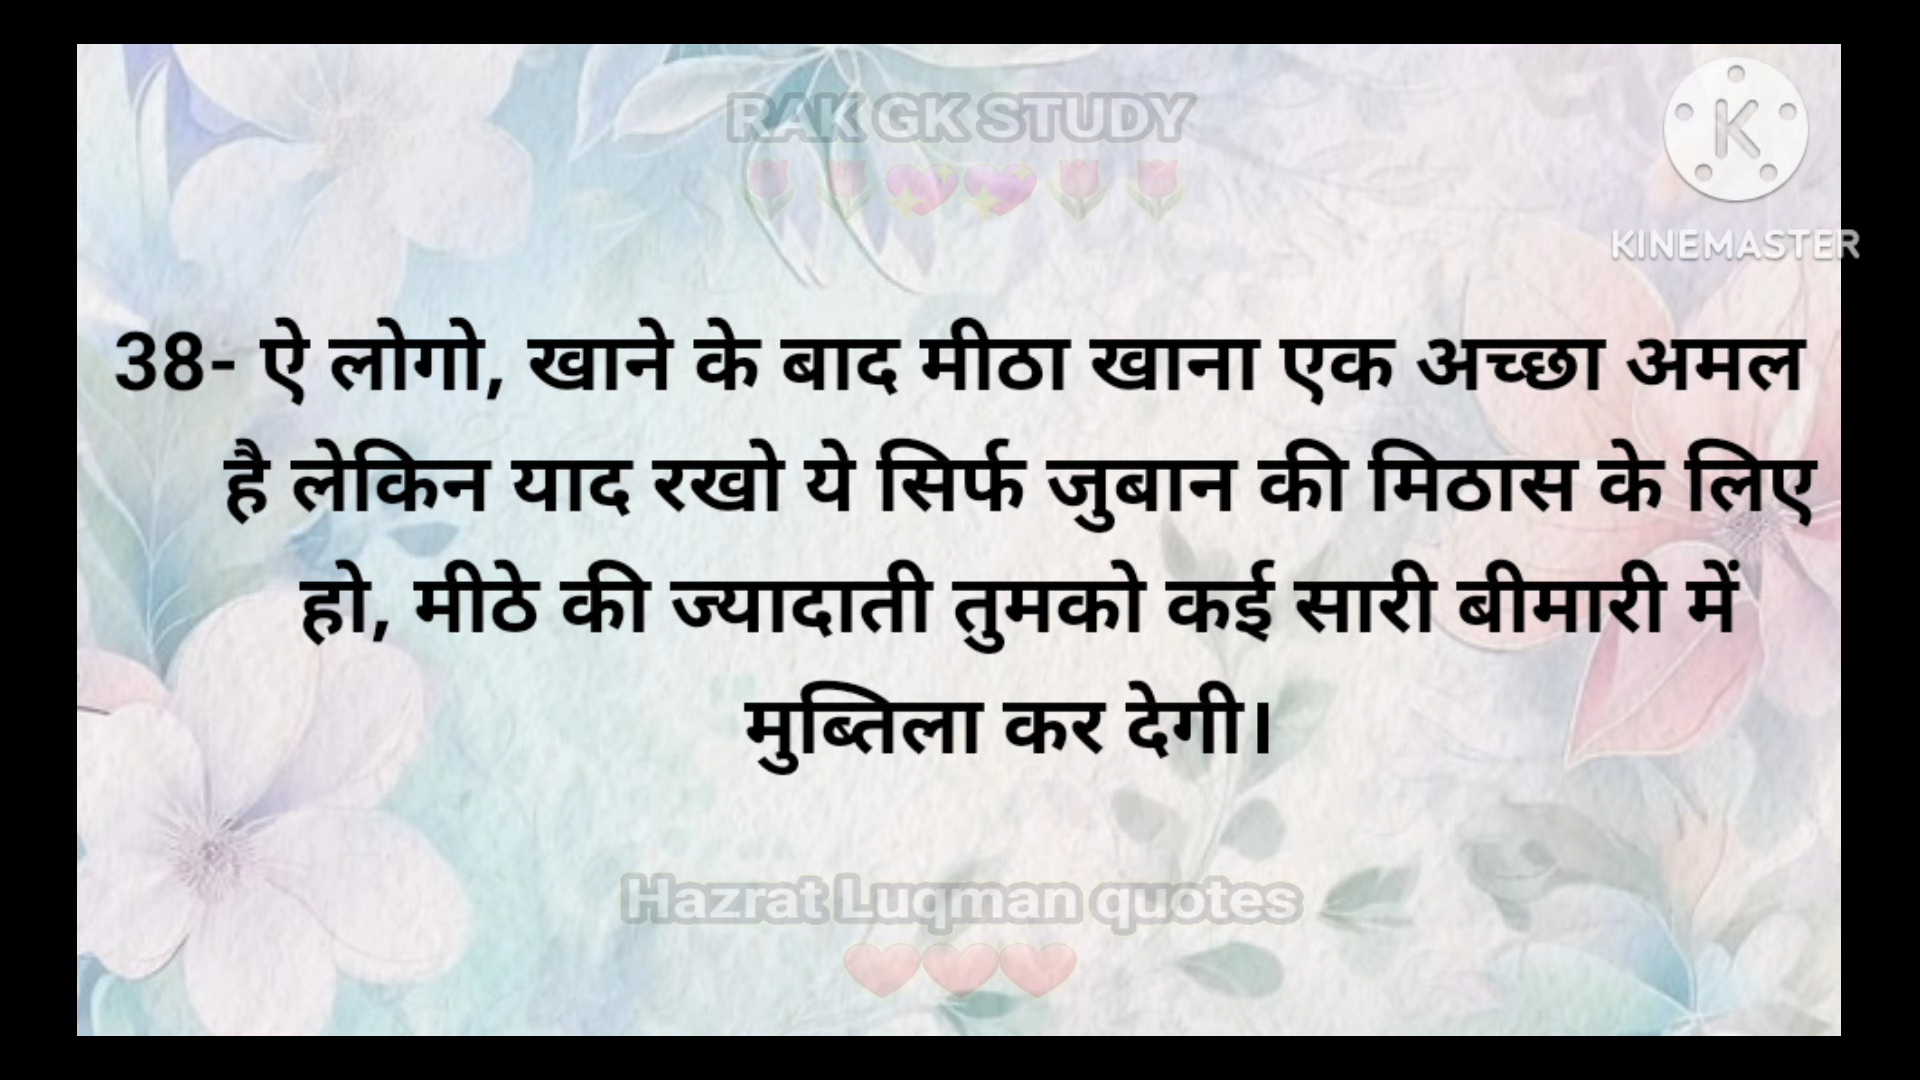 RAK GK STUDY
K
KINEMASTER
38- ऐ लोगो, खाने के बाद मीठा खाना एक अच्छा अमल
है लेकिन याद रखो ये सिर्फ जुबान की मिठास के लिए
हो, मीठे की ज्यादाती तुमको कई सारी बीमारी में
मुब्तिला कर देगी।
Hazrat Luqman quotes